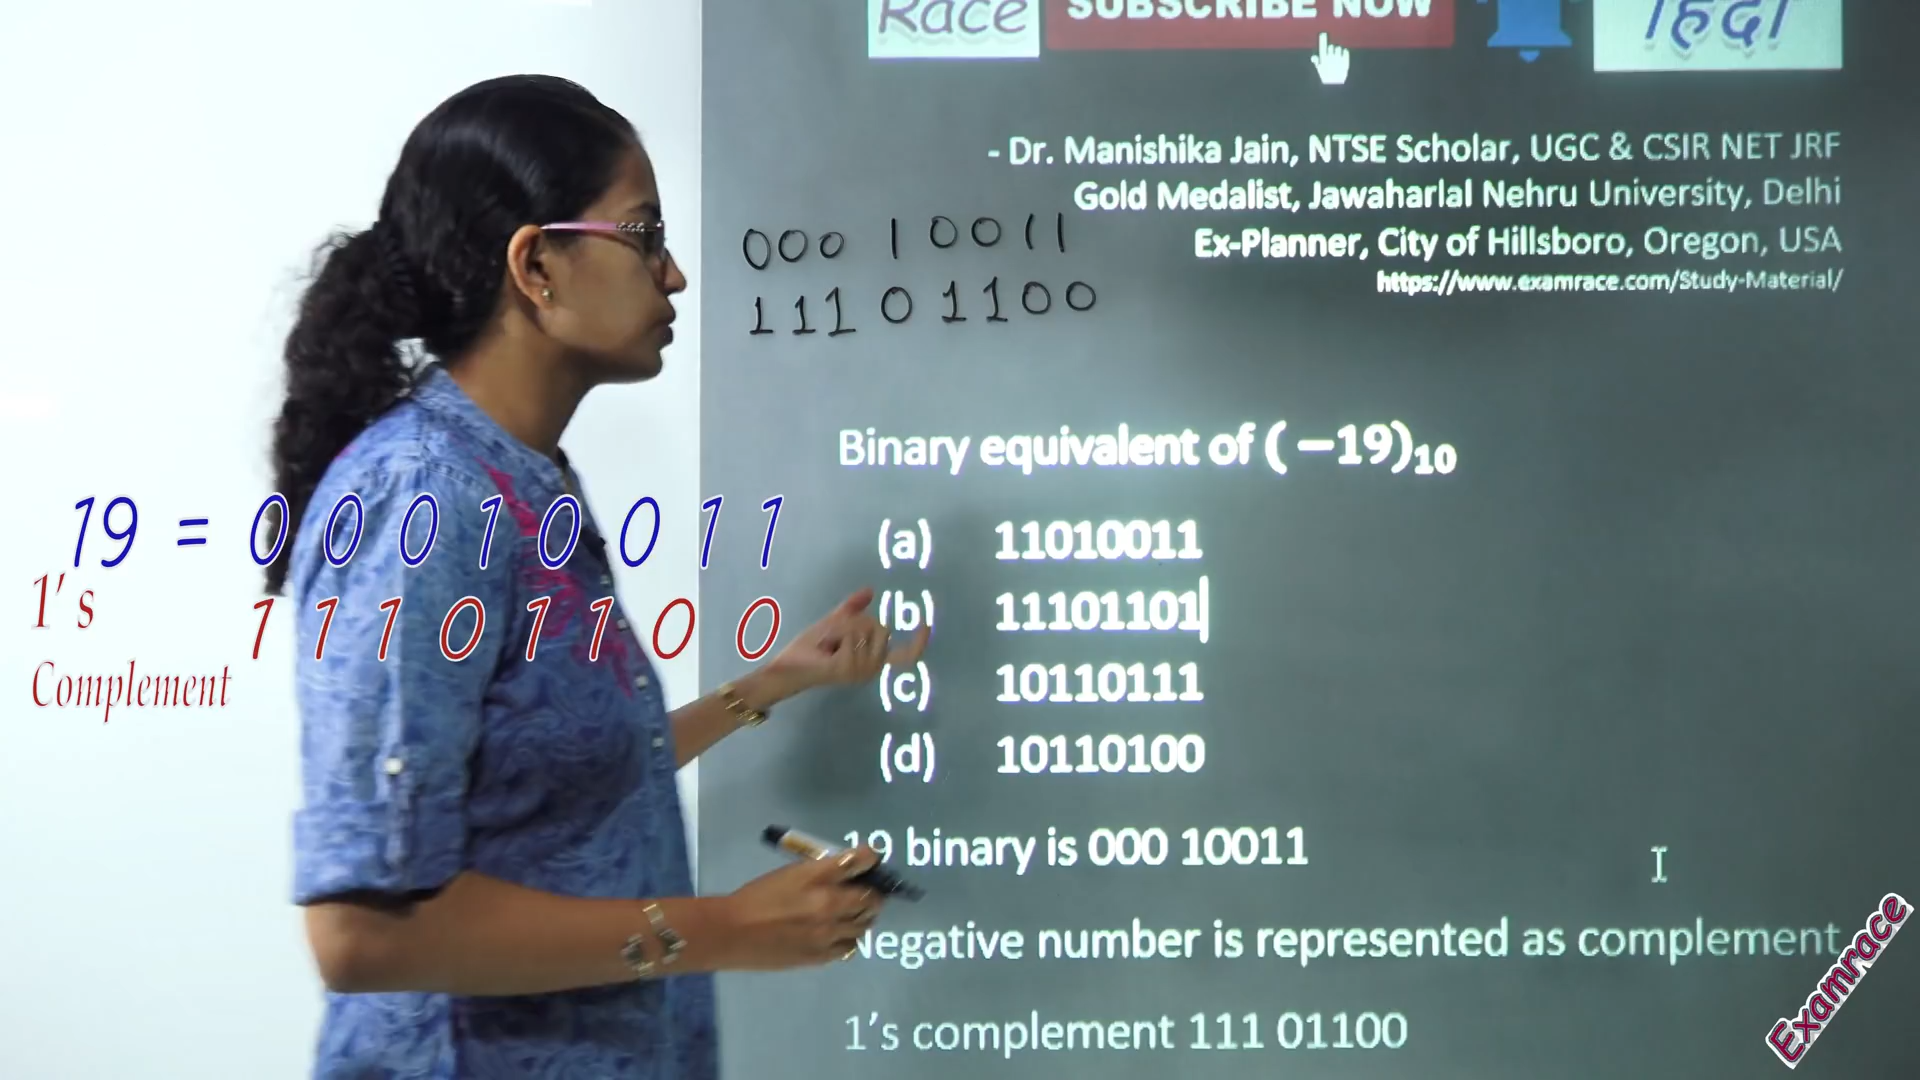 Race SUBSCRIBE NOW हिंदी
- Dr. Manishika Jain, NTSE Scholar, UGC & CSIR NET JRF
Gold Medalist, Jawaharlal Nehru University, Delhi
Ex-Planner, City of Hillsboro, Oregon, USA
https://www.examrace.com/Study-Material/
000 10011
111 01100
Binary equivalent of (−19)₁₀
(a) 11010011
(b) 11101101
(c) 10110111
(d) 10110100
19 = 0 0 0 1 0 0 1 1
1's 1 1 1 0 1 1 0 0
Complement
19 binary is 000 10011
Negative number is represented as complement
1's complement 111 01100
Examrace